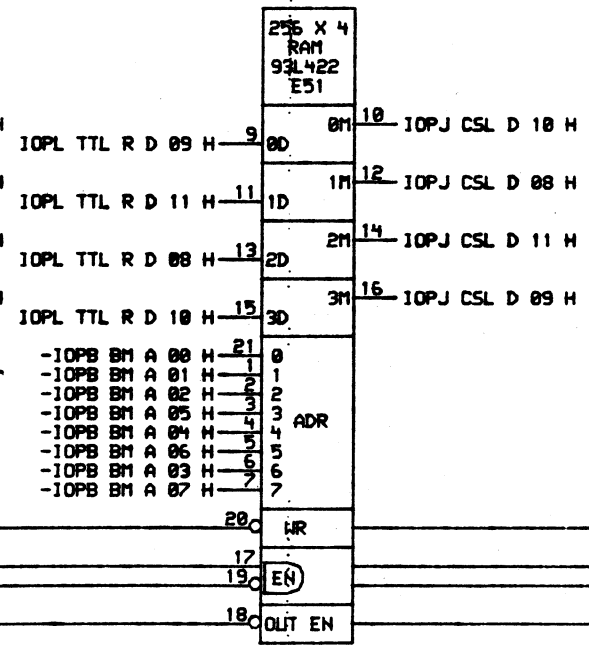 256 X 4
RAM
93L422
E51
IOPL TTL R D 09 H 9 0D 0M 10 IOPJ CSL D 10 H
IOPL TTL R D 11 H 11 1D 1M 12 IOPJ CSL D 08 H
IOPL TTL R D 08 H 13 2D 2M 14 IOPJ CSL D 11 H
IOPL TTL R D 10 H 15 3D 3M 16 IOPJ CSL D 09 H
-IOPB BM A 00 H 21 0
-IOPB BM A 01 H 1 1
-IOPB BM A 02 H 2 2
-IOPB BM A 05 H 3 3 ADR
-IOPB BM A 04 H 4 4
-IOPB BM A 06 H 5 5
-IOPB BM A 03 H 6 6
-IOPB BM A 07 H 7 7
20 WR
17
19 EN
18 OUT EN